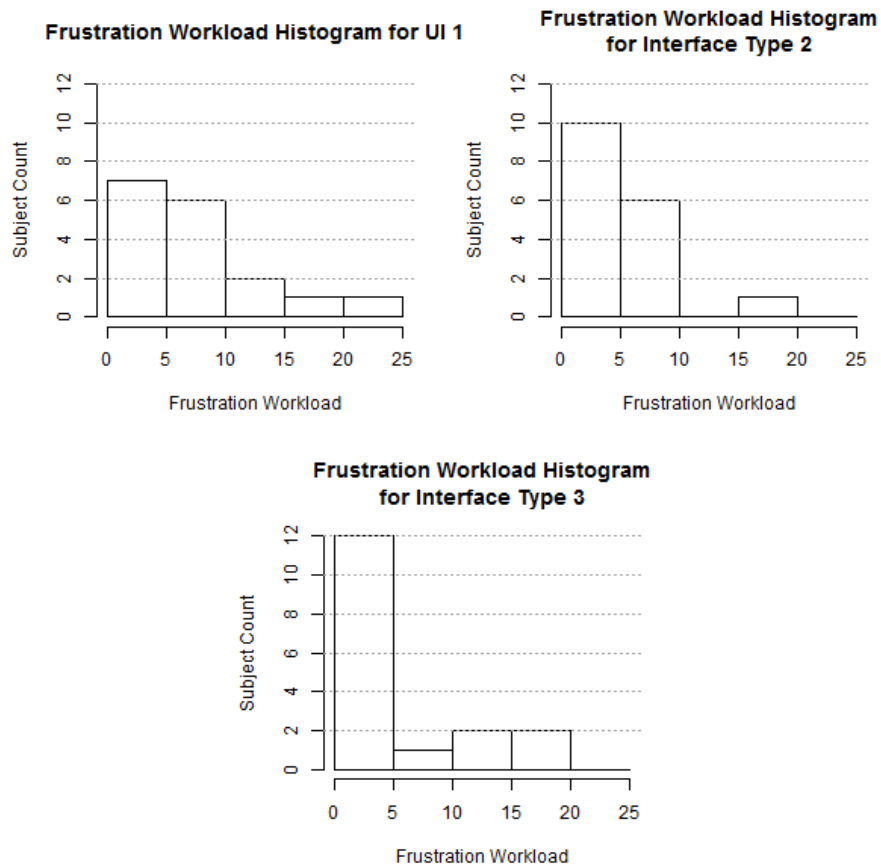 Frustration Workload Histogram for UI 1
12
10
8
6
4
2
0
Subject Count
0 5 10 15 20 25
Frustration Workload
Frustration Workload Histogram
for Interface Type 2
12
10
8
6
4
2
0
Subject Count
0 5 10 15 20 25
Frustration Workload
Frustration Workload Histogram
for Interface Type 3
12
10
8
6
4
2
0
Subject Count
0 5 10 15 20 25
Frustration Workload